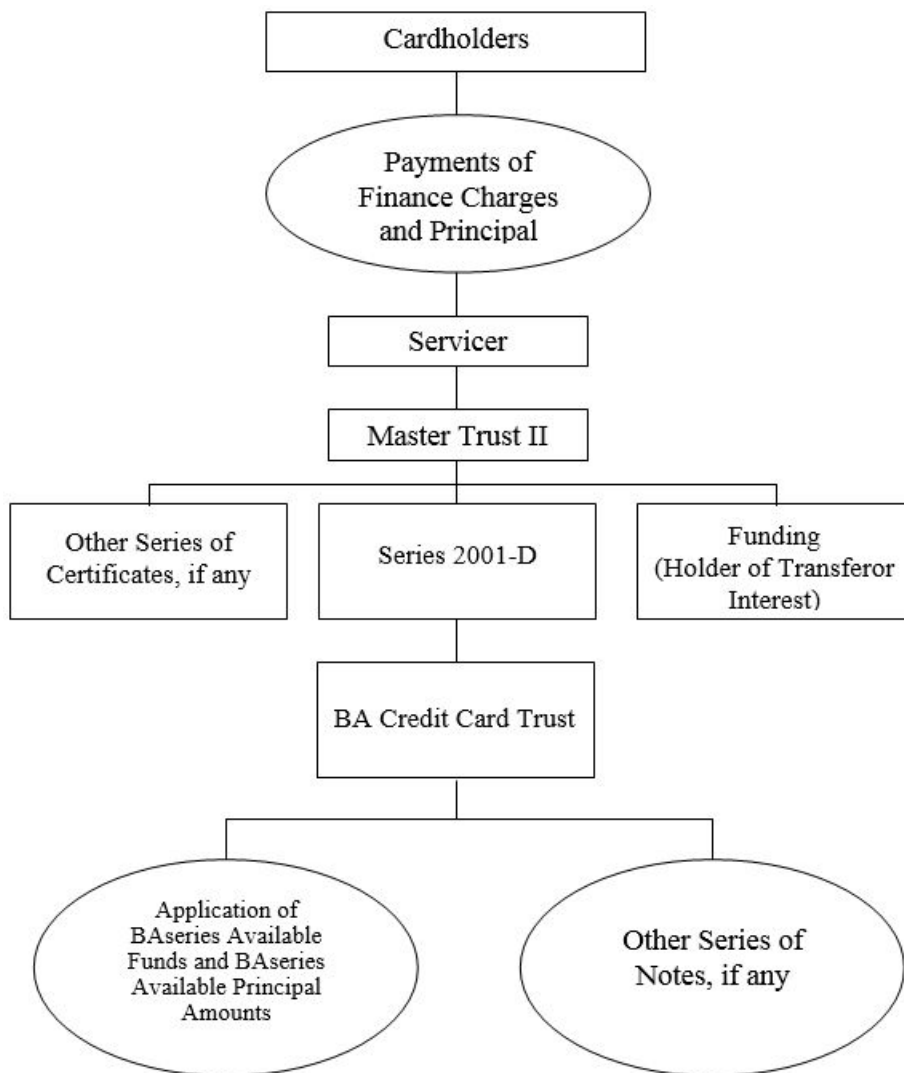 Cardholders
Payments of
Finance Charges
and Principal
Servicer
Master Trust II
Other Series of
Certificates, if any
Series 2001-D
Funding
(Holder of Transferor
Interest)
BA Credit Card Trust
Application of
BAseries Available
Funds and BAseries
Available Principal
Amounts
Other Series of
Notes, if any